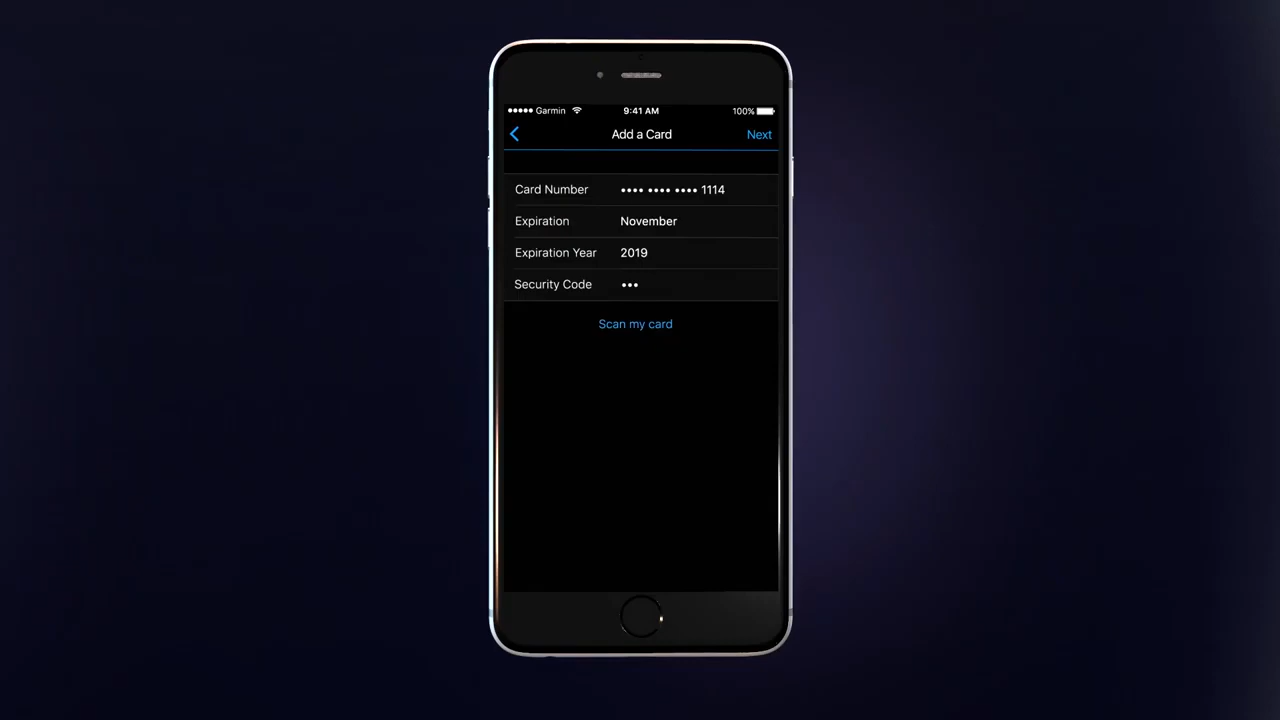 ●●●●● Garmin 9:41 AM 100%
Add a Card Next
Card Number •••• •••• •••• 1114
Expiration November
Expiration Year 2019
Security Code •••
Scan my card